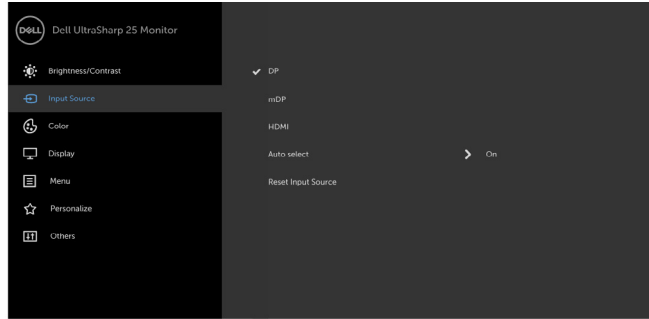 DELL Dell UltraSharp 25 Monitor
Brightness/Contrast
DP
Input Source
mDP
Color
HDMI
Display
Auto select
On
Menu
Reset Input Source
Personalize
Others